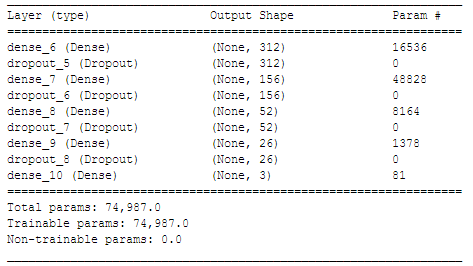 Layer (type) Output Shape Param #
dense_6 (Dense) (None, 312) 16536
dropout_5 (Dropout) (None, 312) 0
dense_7 (Dense) (None, 156) 48828
dropout_6 (Dropout) (None, 156) 0
dense_8 (Dense) (None, 52) 8164
dropout_7 (Dropout) (None, 52) 0
dense_9 (Dense) (None, 26) 1378
dropout_8 (Dropout) (None, 26) 0
dense_10 (Dense) (None, 3) 81
Total params: 74,987.0
Trainable params: 74,987.0
Non-trainable params: 0.0